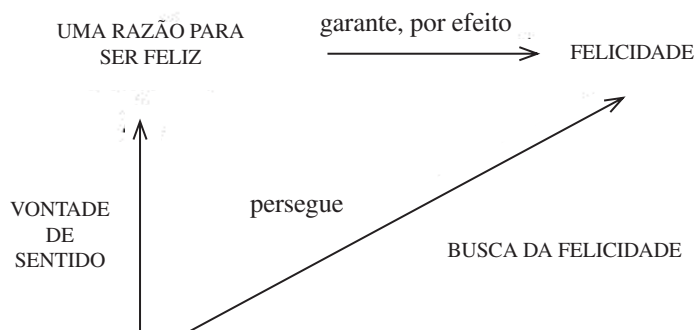 UMA RAZÃO PARA
SER FELIZ
garante, por efeito
FELICIDADE
VONTADE
DE
SENTIDO
persegue
BUSCA DA FELICIDADE